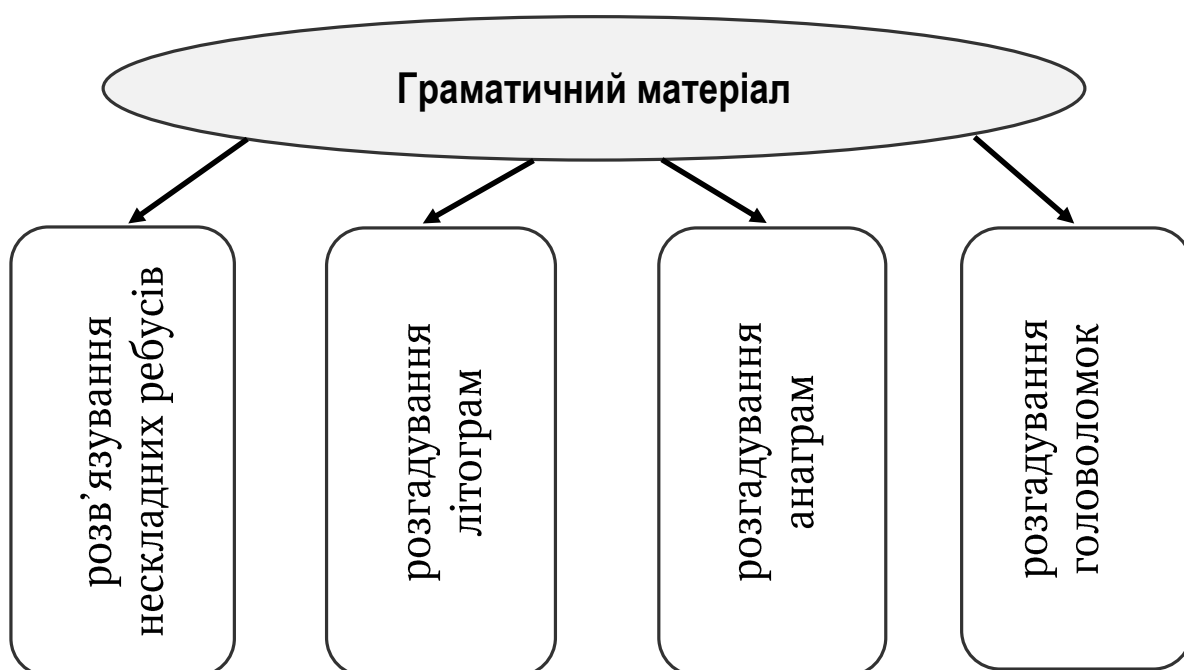 Граматичний матеріал
розв’язування
нескладних ребусів
розгадування
літограм
розгадування
анаграм
розгадування
головоломок